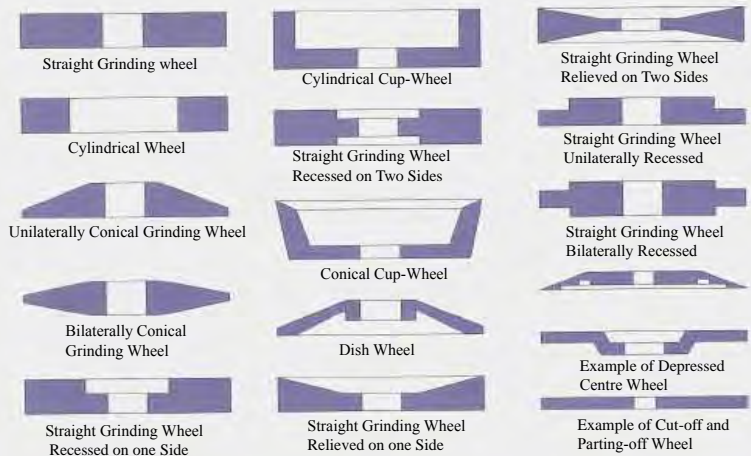 Straight Grinding wheel
Cylindrical Wheel
Unilaterally Conical Grinding Wheel
Bilaterally Conical
Grinding Wheel
Straight Grinding Wheel
Recessed on one Side
Cylindrical Cup-Wheel
Straight Grinding Wheel
Recessed on Two Sides
Conical Cup-Wheel
Dish Wheel
Straight Grinding Wheel
Relieved on one Side
Straight Grinding Wheel
Relieved on Two Sides
Straight Grinding Wheel
Unilaterally Recessed
Straight Grinding Wheel
Bilaterally Recessed
Example of Depressed
Centre Wheel
Example of Cut-off and
Parting-off Wheel